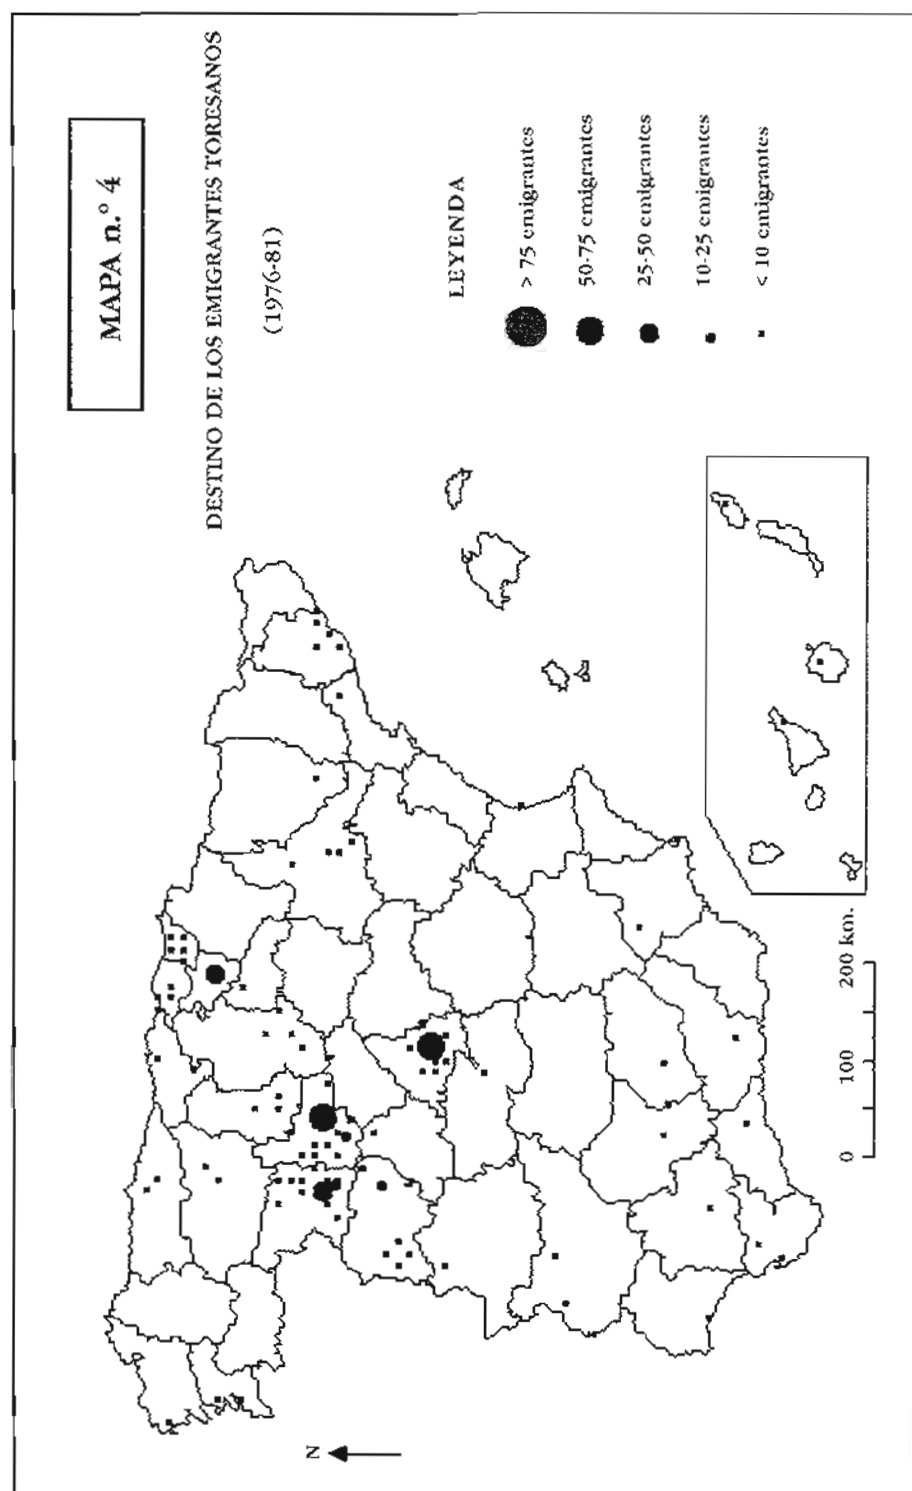 MAPA n.º 4
DESTINO DE LOS EMIGRANTES TORESANOS
(1976-81)
LEYENDA
> 75 emigrantes
50-75 emigrantes
25-50 emigrantes
10-25 emigrantes
< 10 emigrantes
N
0 100 200 km.